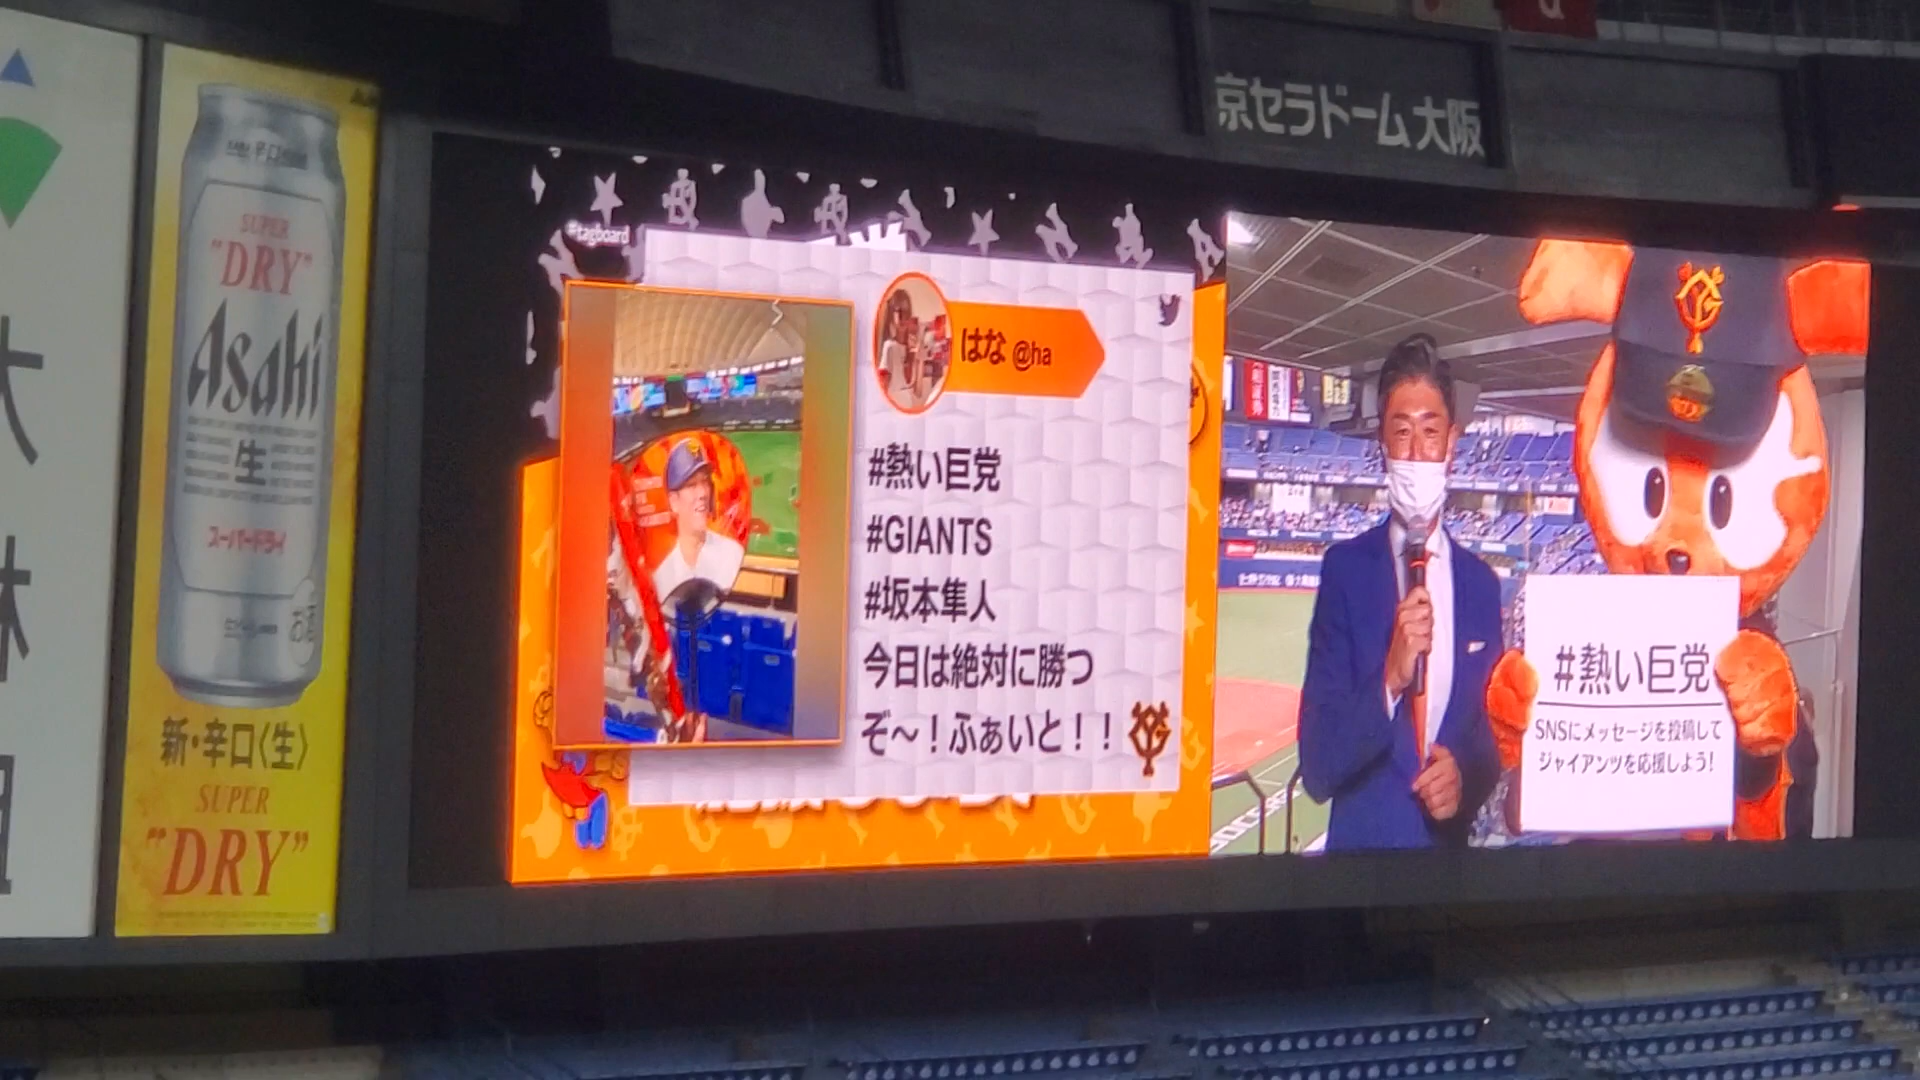 京セラドーム大阪
SUPER
"DRY"
Asahi
生
スーパードライ
新・辛口〈生〉
SUPER
"DRY"
#tagboard
はな @ha
#熱い巨党
#GIANTS
#坂本隼人
今日は絶対に勝つ
ぞ〜！ふぁいと！！
#熱い巨党
SNSにメッセージを投稿して
ジャイアンツを応援しよう！